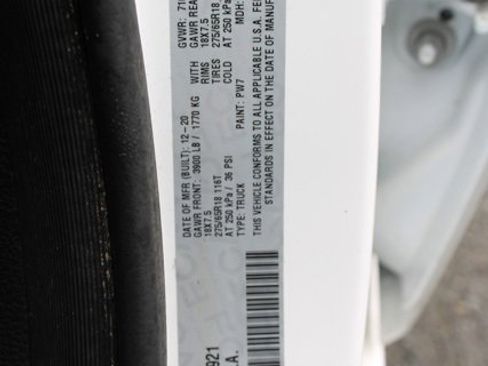 DATE OF MFR (BUILT): 12-20 GVWR: 710
GAWR FRONT: 3900 LB / 1770 KG WITH GAWR REA
18X7.5 RIMS 18X7.5
275/65R18 116T TIRES 275/65R18
AT 250 kPa / 36 PSI COLD AT 250 kPa
TYPE: TRUCK PAINT: PW7 MDH:
THIS VEHICLE CONFORMS TO ALL APPLICABLE U.S.A. FE
STANDARDS IN EFFECT ON THE DATE OF MANUF
921
.A.